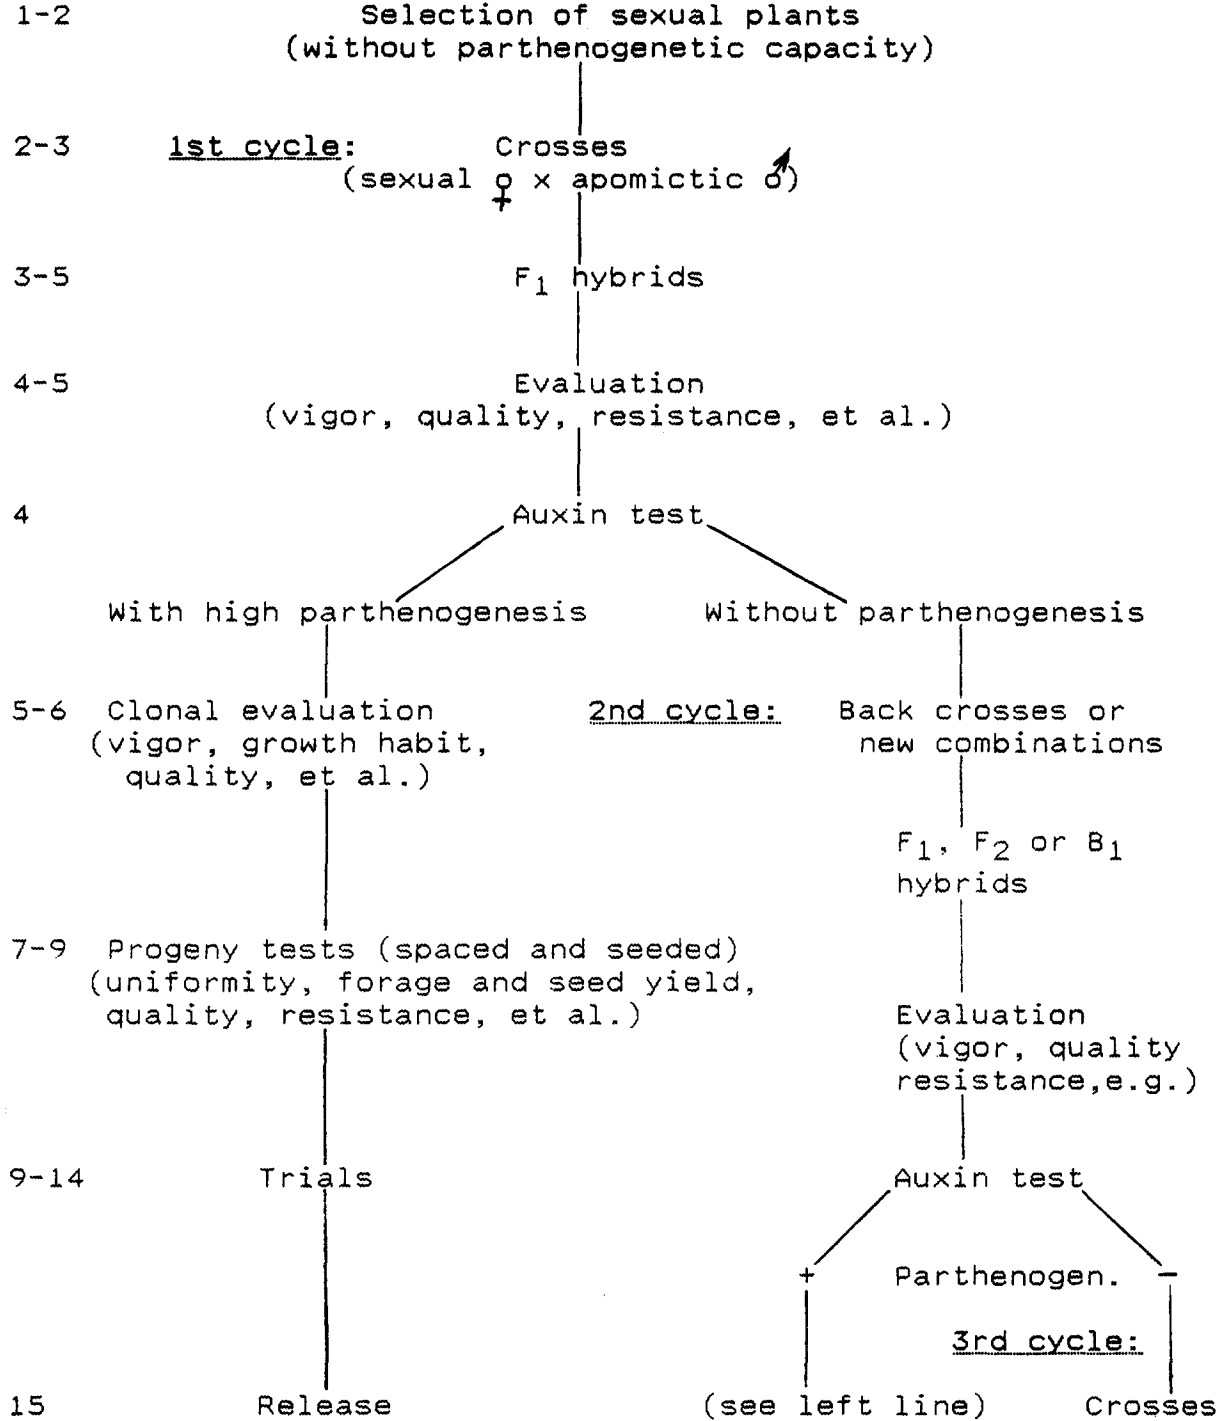 1-2 Selection of sexual plants
(without parthenogenetic capacity)
2-3 1st cycle: Crosses
(sexual ♀ x apomictic ♂)
3-5 F1 hybrids
4-5 Evaluation
(vigor, quality, resistance, et al.)
4 Auxin test
With high parthenogenesis Without parthenogenesis
5-6 Clonal evaluation 2nd cycle: Back crosses or
(vigor, growth habit, new combinations
quality, et al.)
F1, F2 or B1
hybrids
7-9 Progeny tests (spaced and seeded)
(uniformity, forage and seed yield,
quality, resistance, et al.) Evaluation
(vigor, quality
resistance,e.g.)
9-14 Trials Auxin test
+ Parthenogen. -
3rd cycle:
15 Release (see left line) Crosses